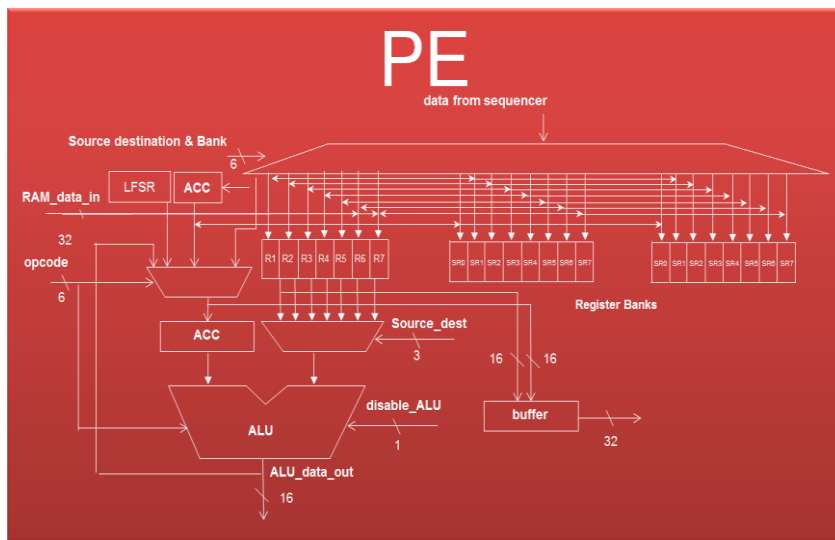 PE
data from sequencer
Source destination & Bank
6
LFSR
ACC
RAM_data_in
32
opcode
6
R1 R2 R3 R4 R5 R6 R7
SR0 SR1 SR2 SR3 SR4 SR5 SR6 SR7
SR0 SR1 SR2 SR3 SR4 SR5 SR6 SR7
Register Banks
ACC
Source_dest
3
16
16
buffer
32
disable_ALU
1
ALU
ALU_data_out
16